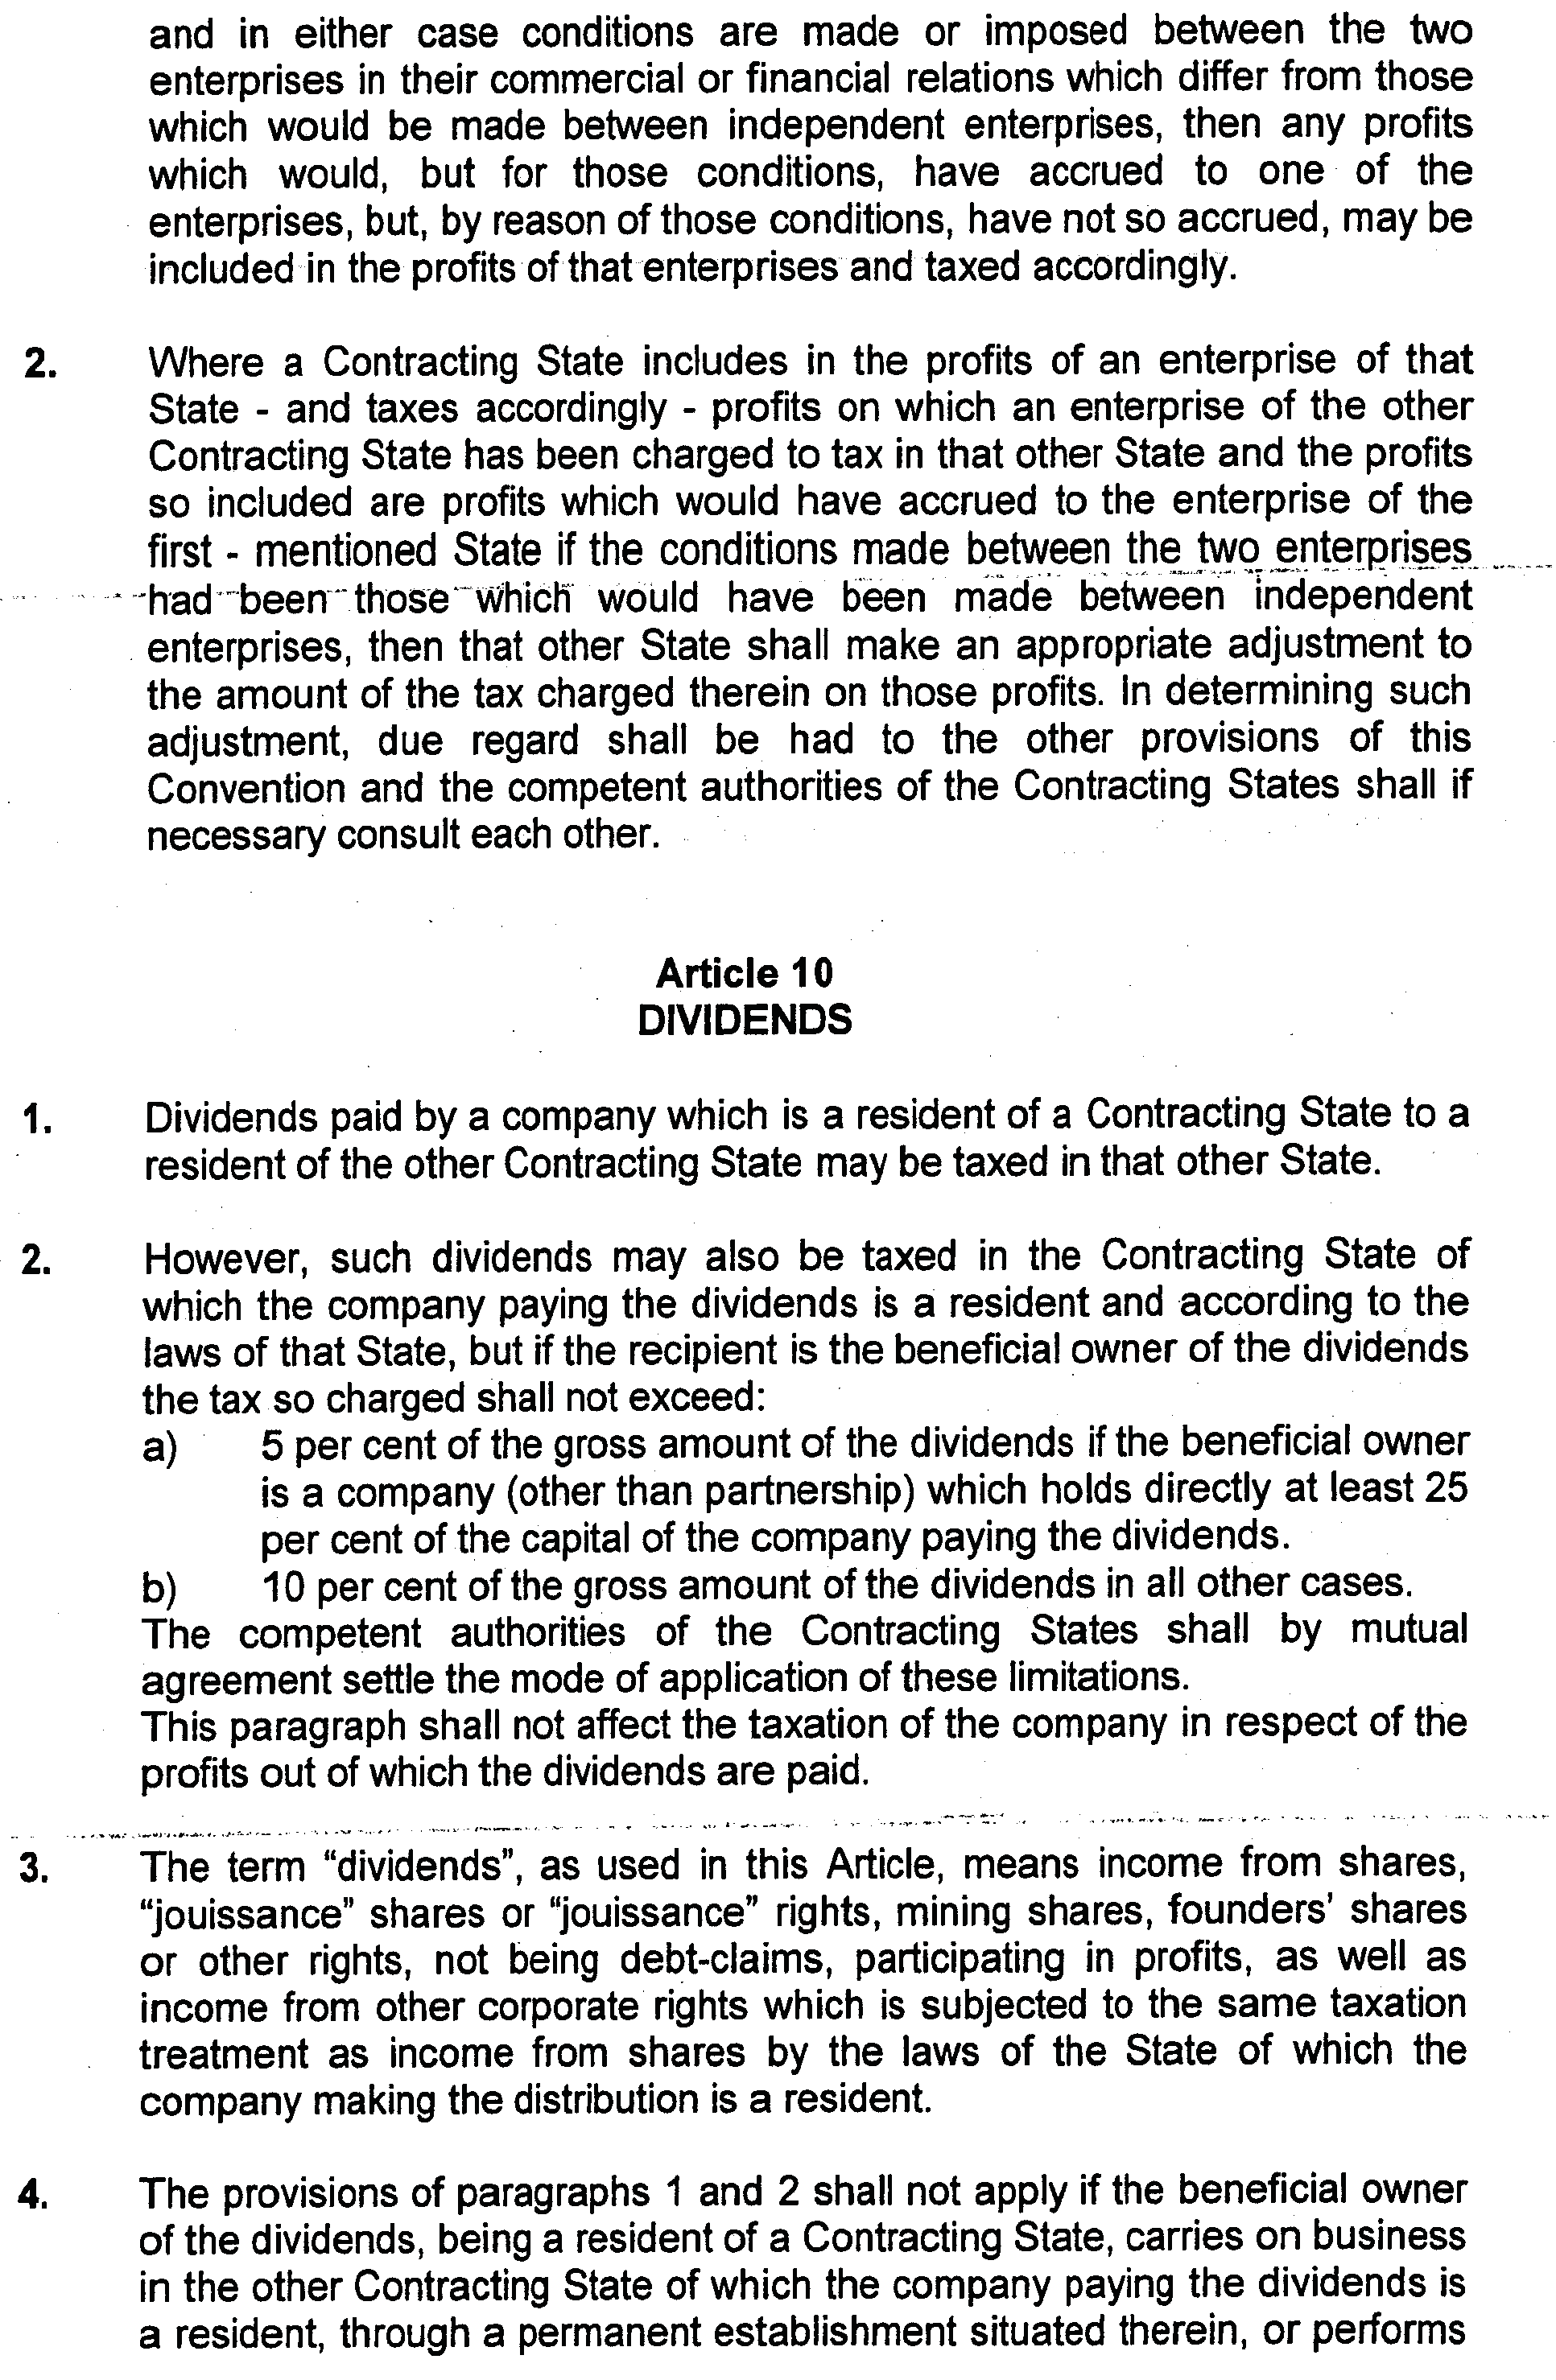 and in either case conditions are made or imposed between the two
enterprises in their commercial or financial relations which differ from those
which would be made between independent enterprises, then any profits
which would, but for those conditions, have accrued to one of the
enterprises, but, by reason of those conditions, have not so accrued, may be
included in the profits of that enterprises and taxed accordingly.
2. Where a Contracting State includes in the profits of an enterprise of that
State - and taxes accordingly - profits on which an enterprise of the other
Contracting State has been charged to tax in that other State and the profits
so included are profits which would have accrued to the enterprise of the
first - mentioned State if the conditions made between the two enterprises
had been those which would have been made between independent
enterprises, then that other State shall make an appropriate adjustment to
the amount of the tax charged therein on those profits. In determining such
adjustment, due regard shall be had to the other provisions of this
Convention and the competent authorities of the Contracting States shall if
necessary consult each other.
Article 10
DIVIDENDS
1. Dividends paid by a company which is a resident of a Contracting State to a
resident of the other Contracting State may be taxed in that other State.
2. However, such dividends may also be taxed in the Contracting State of
which the company paying the dividends is a resident and according to the
laws of that State, but if the recipient is the beneficial owner of the dividends
the tax so charged shall not exceed:
a) 5 per cent of the gross amount of the dividends if the beneficial owner
is a company (other than partnership) which holds directly at least 25
per cent of the capital of the company paying the dividends.
b) 10 per cent of the gross amount of the dividends in all other cases.
The competent authorities of the Contracting States shall by mutual
agreement settle the mode of application of these limitations.
This paragraph shall not affect the taxation of the company in respect of the
profits out of which the dividends are paid.
3. The term “dividends”, as used in this Article, means income from shares,
“jouissance” shares or “jouissance” rights, mining shares, founders’ shares
or other rights, not being debt-claims, participating in profits, as well as
income from other corporate rights which is subjected to the same taxation
treatment as income from shares by the laws of the State of which the
company making the distribution is a resident.
4. The provisions of paragraphs 1 and 2 shall not apply if the beneficial owner
of the dividends, being a resident of a Contracting State, carries on business
in the other Contracting State of which the company paying the dividends is
a resident, through a permanent establishment situated therein, or performs